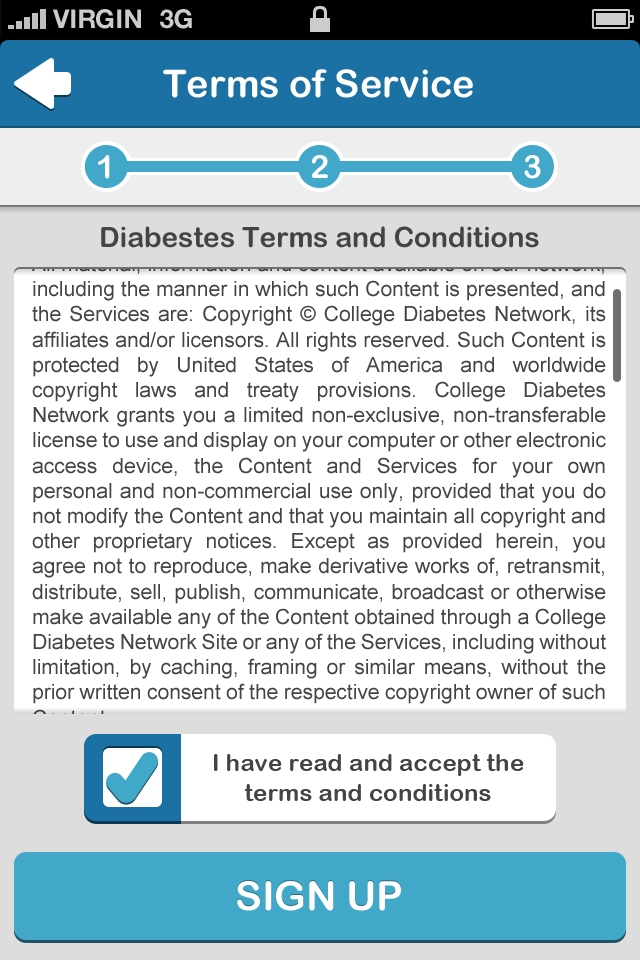 VIRGIN 3G
Terms of Service
1 2 3
Diabestes Terms and Conditions
All material, information and content available on our network,
including the manner in which such Content is presented, and
the Services are: Copyright © College Diabetes Network, its
affiliates and/or licensors. All rights reserved. Such Content is
protected by United States of America and worldwide
copyright laws and treaty provisions. College Diabetes
Network grants you a limited non-exclusive, non-transferable
license to use and display on your computer or other electronic
access device, the Content and Services for your own
personal and non-commercial use only, provided that you do
not modify the Content and that you maintain all copyright and
other proprietary notices. Except as provided herein, you
agree not to reproduce, make derivative works of, retransmit,
distribute, sell, publish, communicate, broadcast or otherwise
make available any of the Content obtained through a College
Diabetes Network Site or any of the Services, including without
limitation, by caching, framing or similar means, without the
prior written consent of the respective copyright owner of such
I have read and accept the
terms and conditions
SIGN UP